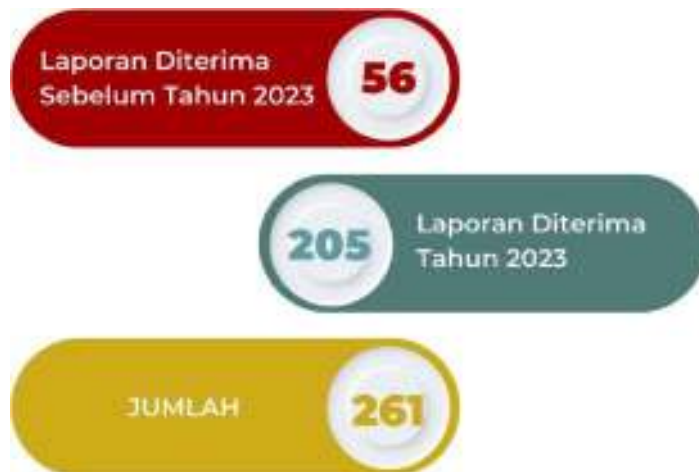 Laporan Diterima
Sebelum Tahun 2023
56
205
Laporan Diterima
Tahun 2023
JUMLAH
261